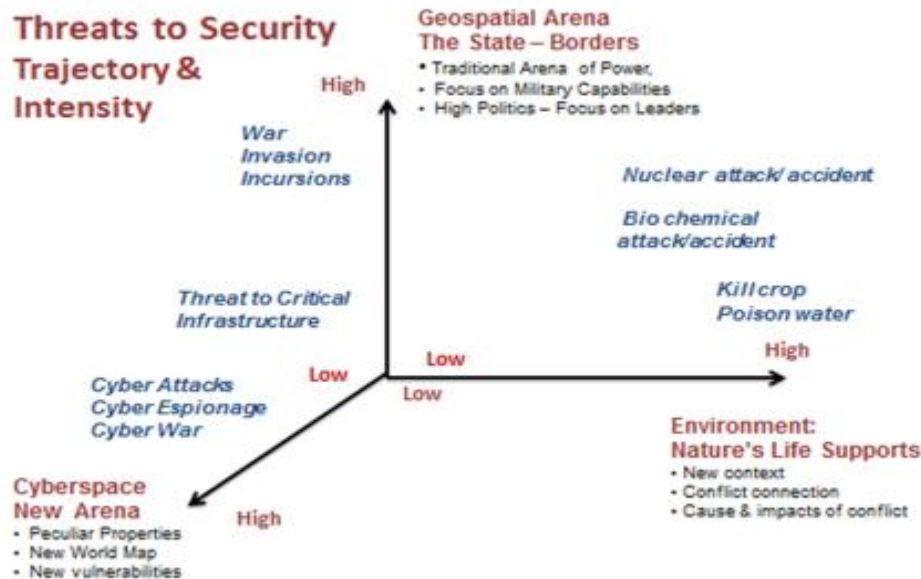 Threats to Security
Trajectory &
Intensity
Geospatial Arena
The State – Borders
• Traditional Arena of Power,
• Focus on Military Capabilities
• High Politics – Focus on Leaders
High
War
Invasion
Incursions
Nuclear attack/ accident
Bio chemical
attack/accident
Threat to Critical
Infrastructure
Kill crop
Poison water
High
Low
Low
Low
Cyber Attacks
Cyber Espionage
Cyber War
Environment:
Nature's Life Supports
• New context
• Conflict connection
• Cause & impacts of conflict
Cyberspace
New Arena
• Peculiar Properties
• New World Map
• New vulnerabilities
High